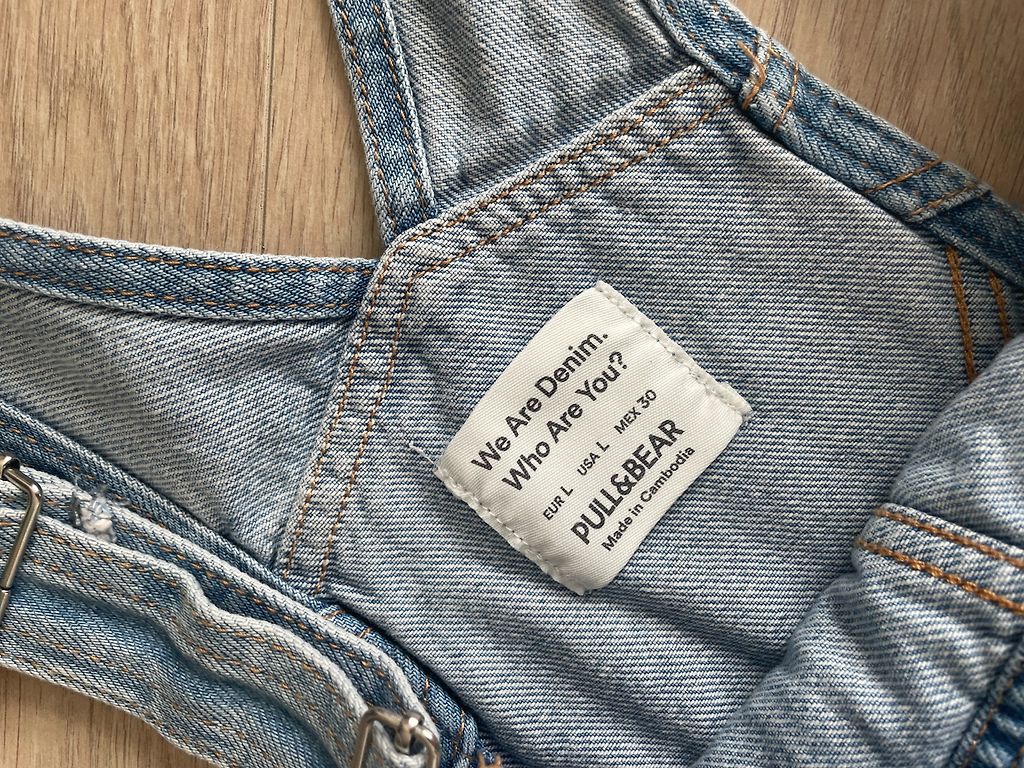 We Are Denim.
Who Are You?
EUR L USA L MEX 30
PULL&BEAR
Made in Cambodia